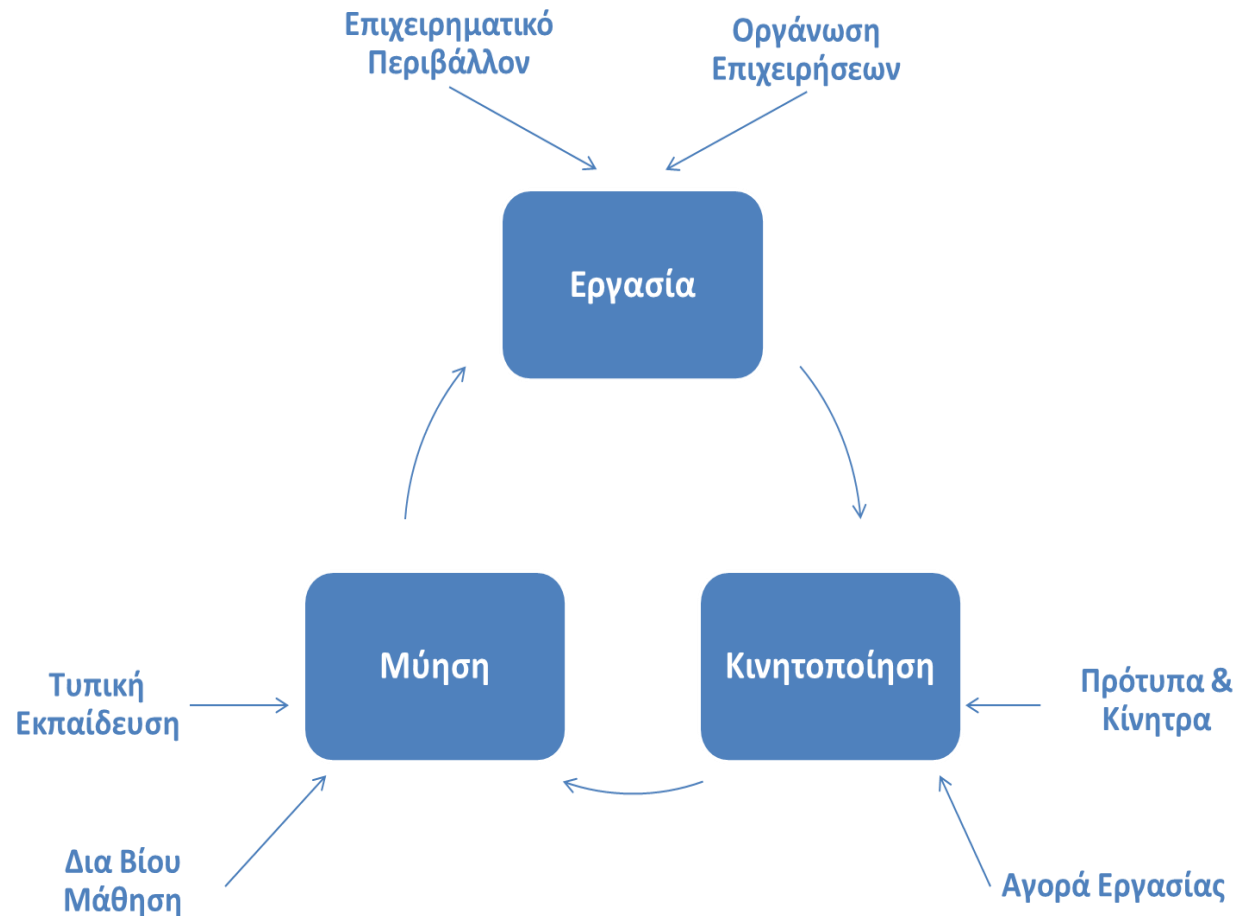 Επιχειρηματικό
Περιβάλλον
Οργάνωση
Επιχειρήσεων
Εργασία
Μύηση
Κινητοποίηση
Τυπική
Εκπαίδευση
Πρότυπα &
Κίνητρα
Δια Βίου
Μάθηση
Αγορά Εργασίας